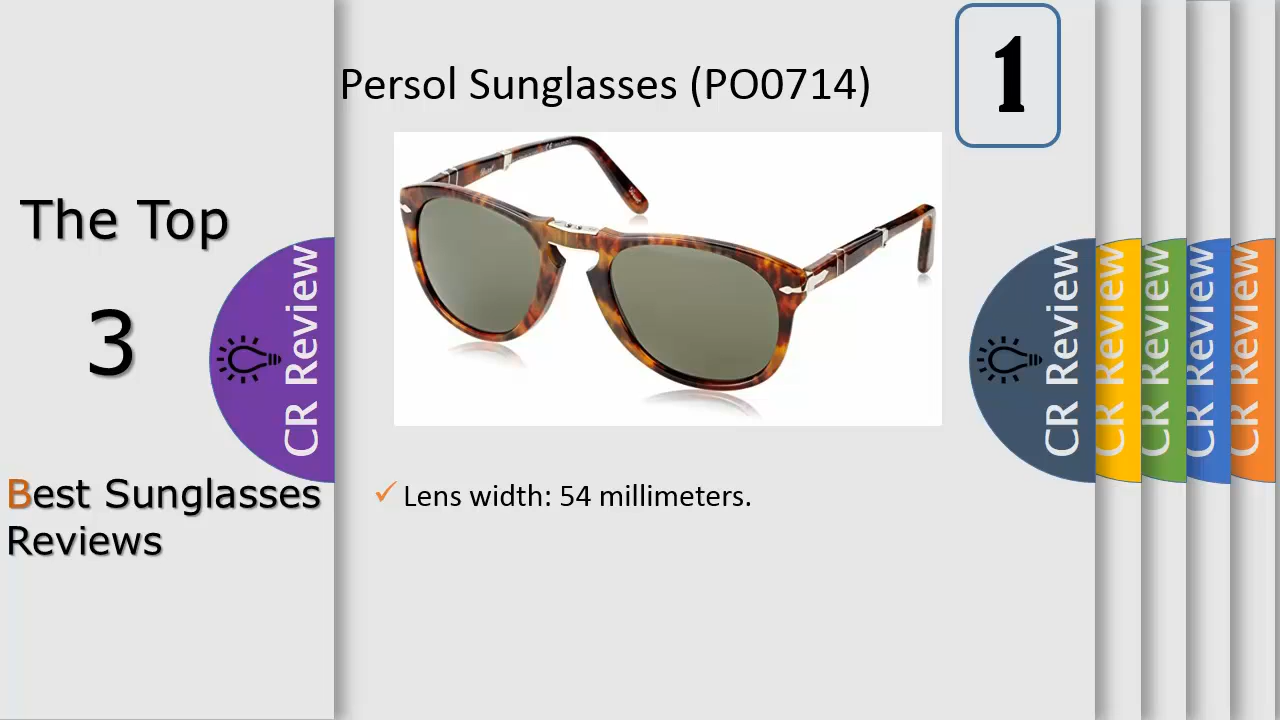 Persol Sunglasses (PO0714)
1
The Top
3
Best Sunglasses
Reviews
CR Review
Lens width: 54 millimeters.
CR Review
CR Review
CR Review
CR Review
CR Review